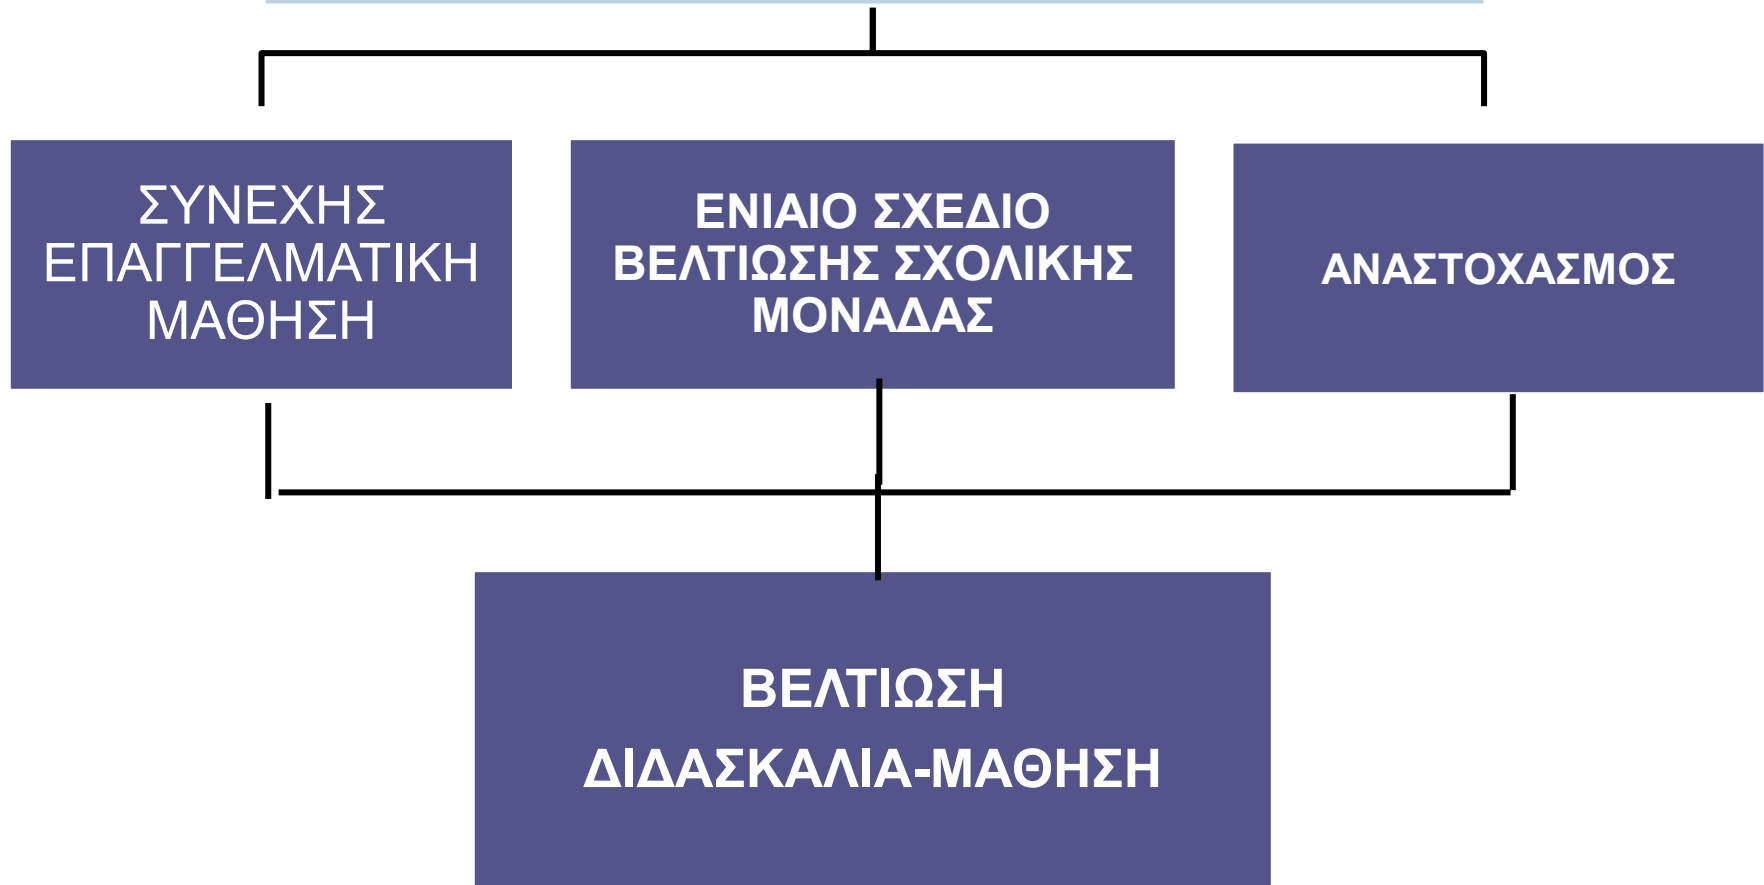 ΣΥΝΕΧΗΣ
ΕΠΑΓΓΕΛΜΑΤΙΚΗ
ΜΑΘΗΣΗ
ΕΝΙΑΙΟ ΣΧΕΔΙΟ
ΒΕΛΤΙΩΣΗΣ ΣΧΟΛΙΚΗΣ
ΜΟΝΑΔΑΣ
ΑΝΑΣΤΟΧΑΣΜΟΣ
ΒΕΛΤΙΩΣΗ
ΔΙΔΑΣΚΑΛΙΑ-ΜΑΘΗΣΗ